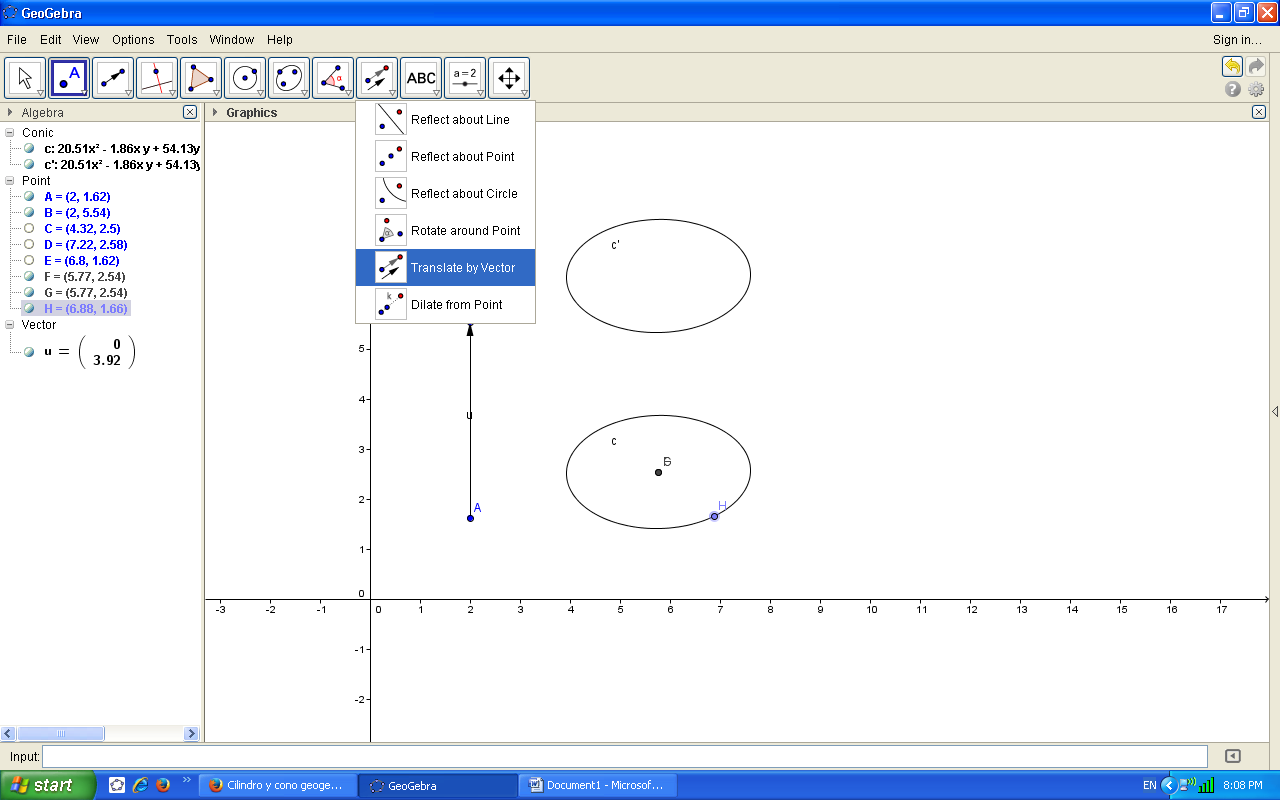 GeoGebra
File Edit View Options Tools Window Help
Sign in...
A
α
ABC
a = 2
Algebra
Graphics
Conic
c: 20.51x² - 1.86x y + 54.13y
c': 20.51x² - 1.86x y + 54.13y
Point
A = (2, 1.62)
B = (2, 5.54)
C = (4.32, 2.5)
D = (7.22, 2.58)
E = (6.8, 1.62)
F = (5.77, 2.54)
G = (5.77, 2.54)
H = (6.88, 1.66)
Vector
u = ( 0
3.92 )
Reflect about Line
Reflect about Point
Reflect about Circle
Rotate around Point
Translate by Vector
Dilate from Point
c'
5
4
u
c
3
2
A
H
1
0
-3 -2 -1 0 1 2 3 4 5 6 7 8 9 10 11 12 13 14 15 16 17
-1
-2
Input:
start
Cilindro y cono geoge...
GeoGebra
Document1 - Microsof...
EN
8:08 PM